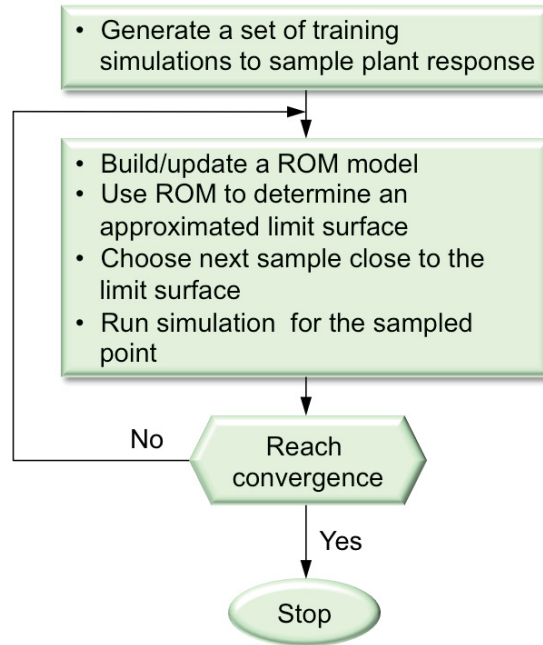 • Generate a set of training
simulations to sample plant response
• Build/update a ROM model
• Use ROM to determine an
approximated limit surface
• Choose next sample close to the
limit surface
• Run simulation for the sampled
point
No
Reach
convergence
Yes
Stop